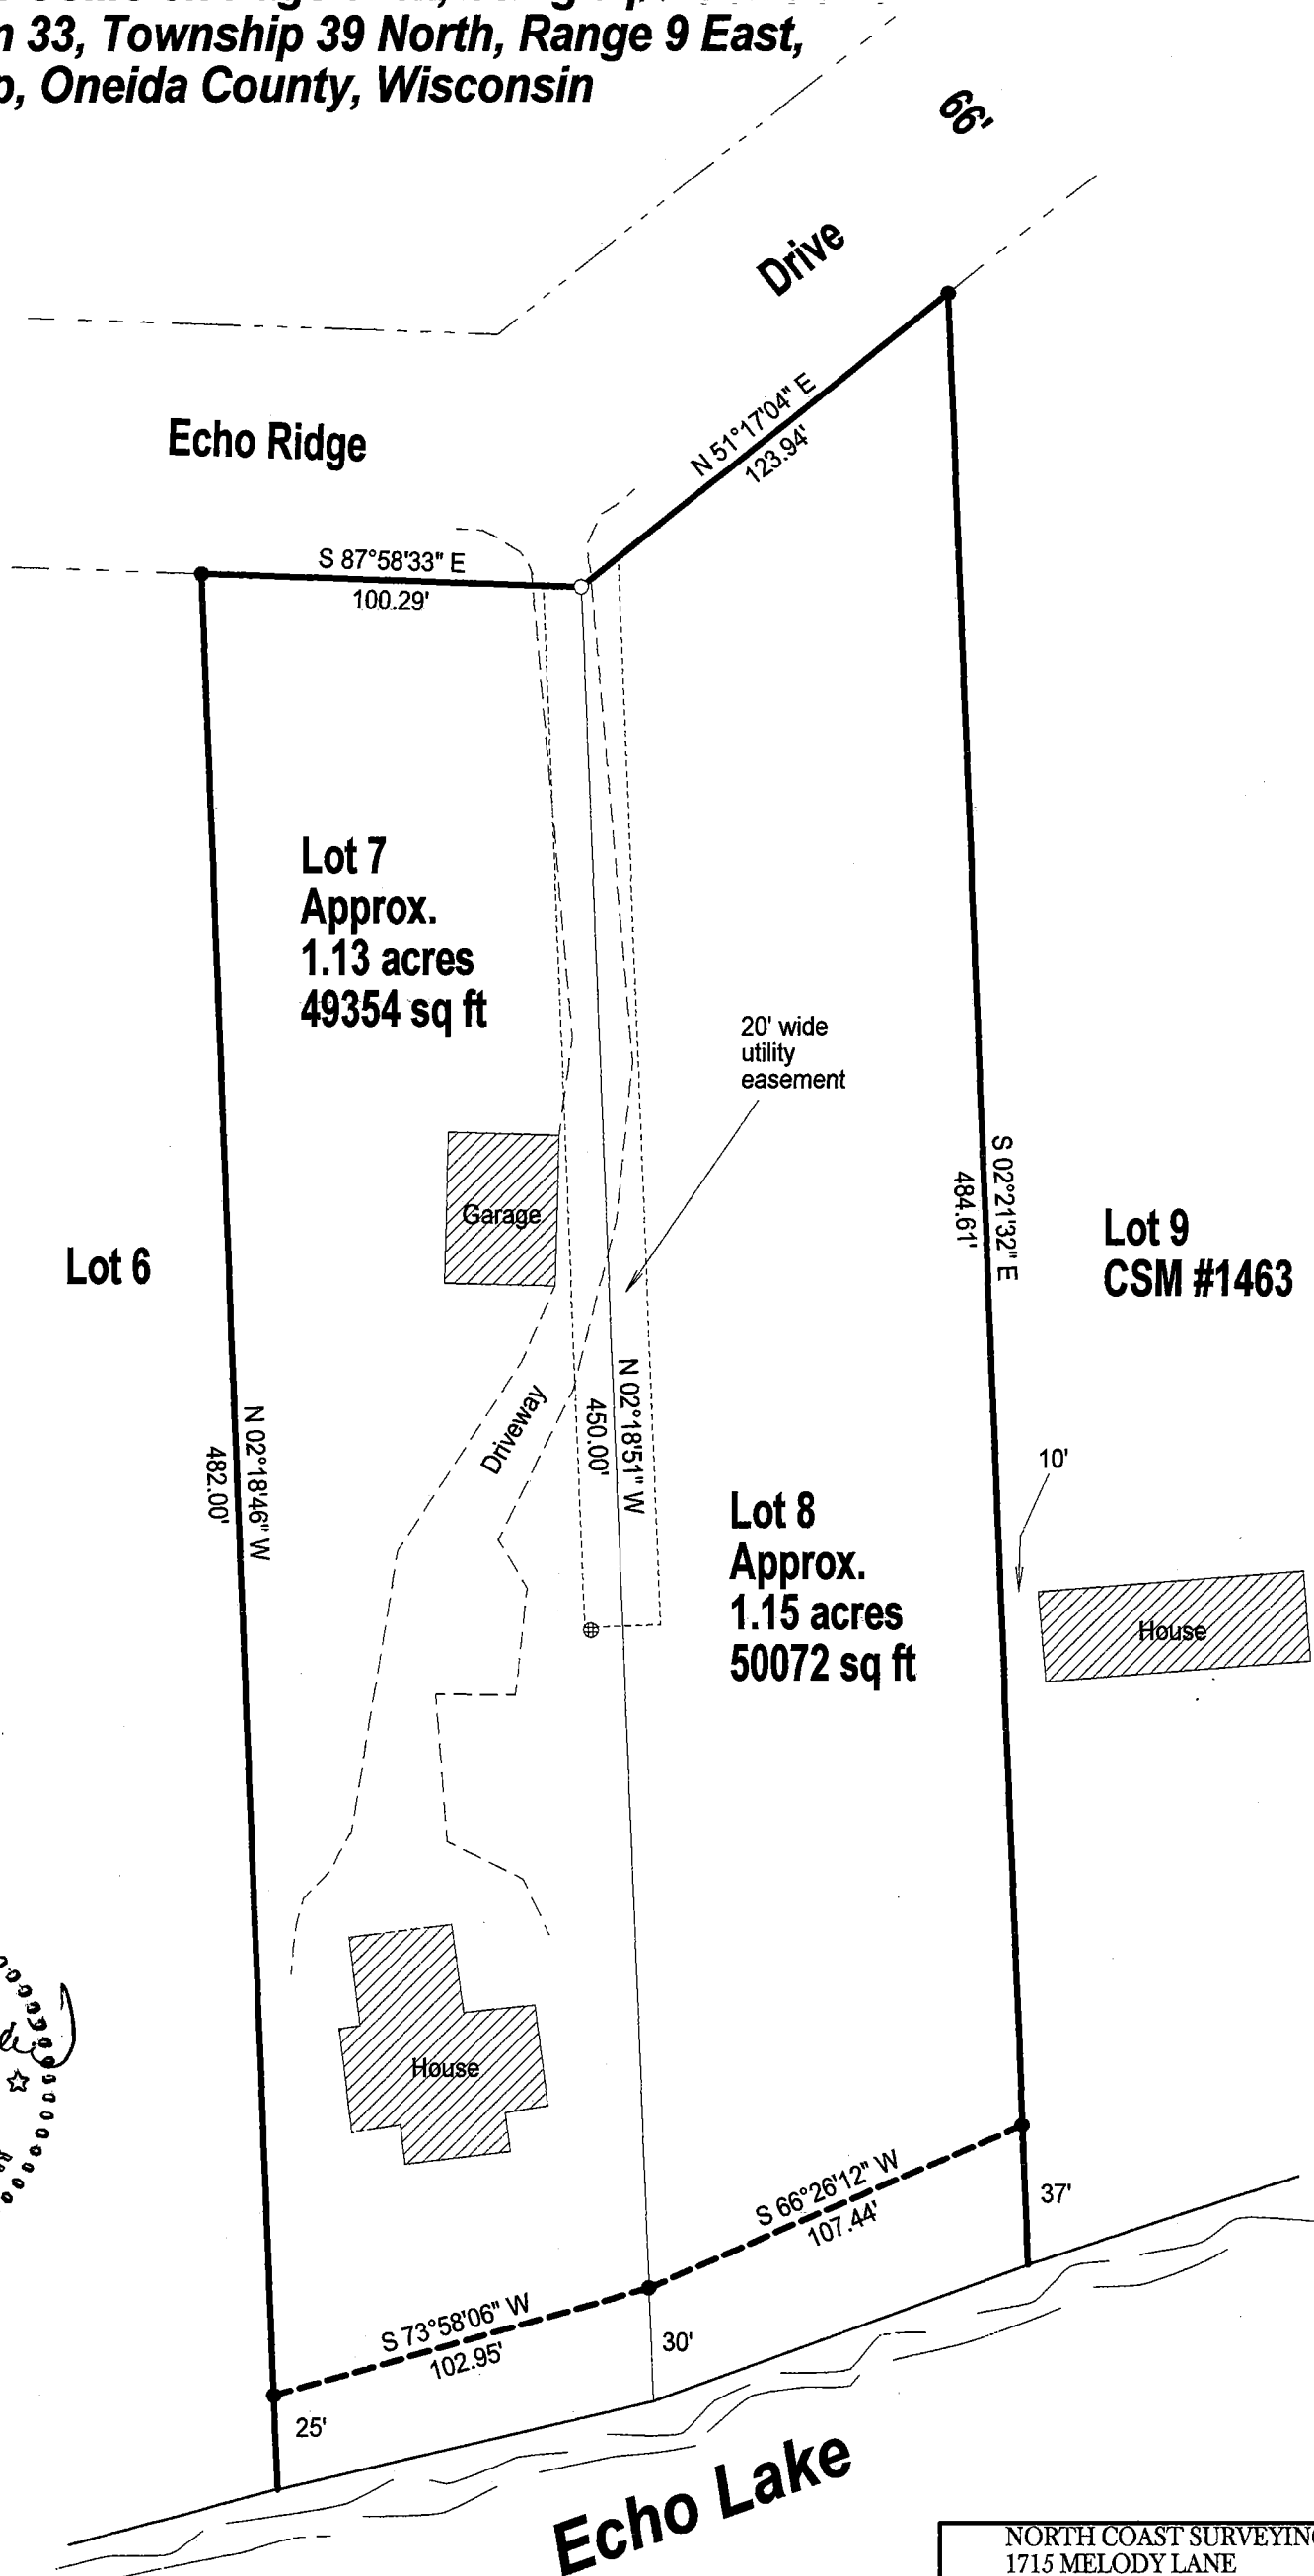 n 33, Township 39 North, Range 9 East,
p, Oneida County, Wisconsin
66'
Drive
Echo Ridge
N 51°17'04" E
123.94'
S 87°58'33" E
100.29'
Lot 7
Approx.
1.13 acres
49354 sq ft
20' wide
utility
easement
Garage
S 02°21'32" E
484.61'
Lot 6
Lot 9
CSM #1463
N 02°18'51" W
450.00'
Driveway
N 02°18'46" W
482.00'
10'
Lot 8
Approx.
1.15 acres
50072 sq ft
House
House
S 66°26'12" W
107.44'
37'
S 73°58'06" W
102.95'
30'
25'
Echo Lake
NORTH COAST SURVEYING
1715 MELODY LANE